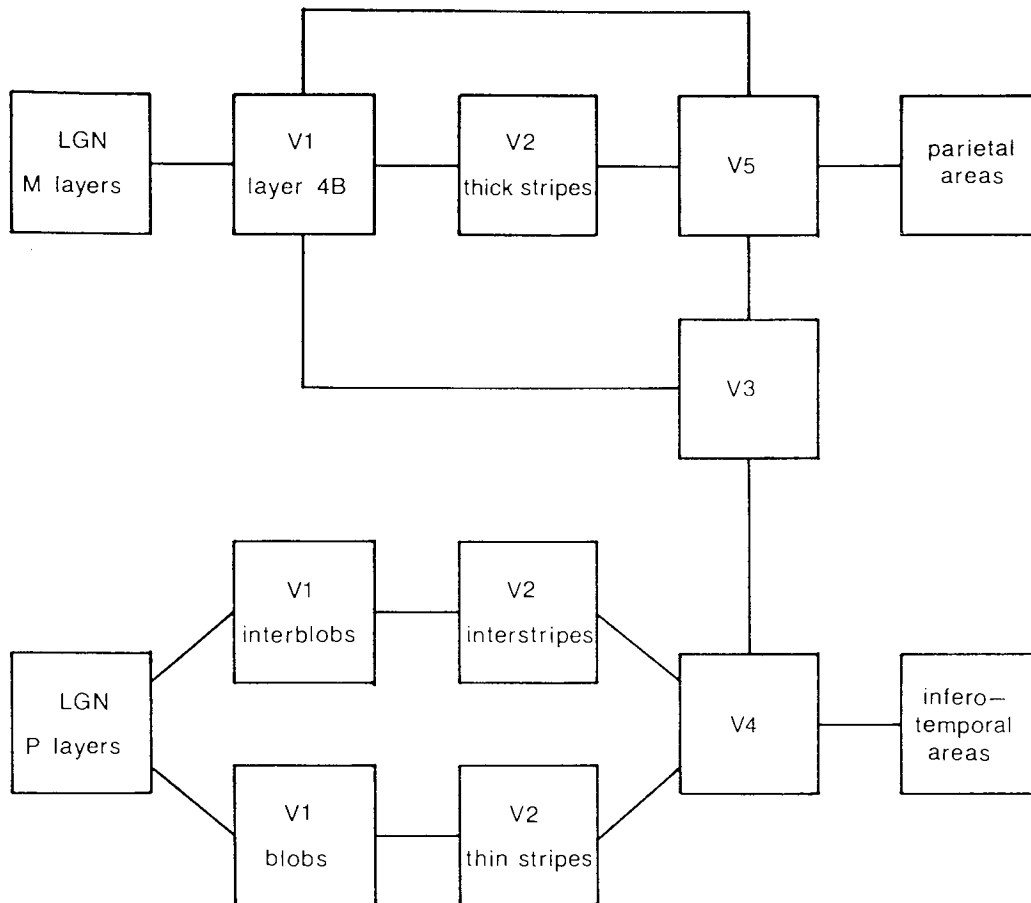 LGN
M layers
V1
layer 4B
V2
thick stripes
V5
parietal
areas
V3
V1
interblobs
V2
interstripes
LGN
P layers
V4
infero-
temporal
areas
V1
blobs
V2
thin stripes